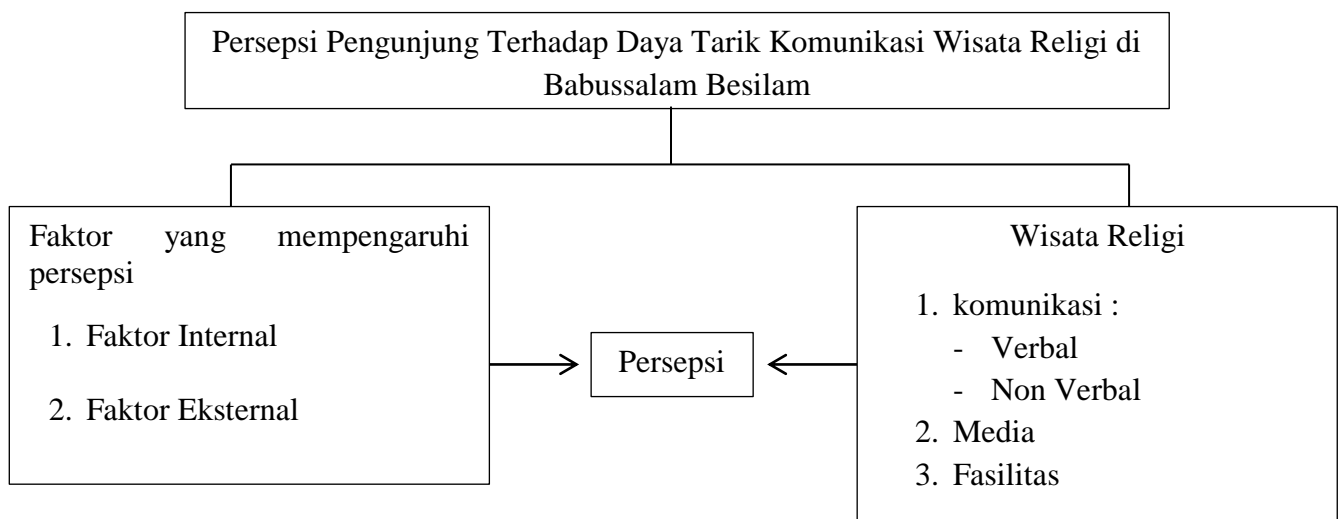 Persepsi Pengunjung Terhadap Daya Tarik Komunikasi Wisata Religi di
Babussalam Besilam
Faktor yang mempengaruhi
persepsi
1. Faktor Internal
2. Faktor Eksternal
Persepsi
Wisata Religi
1. komunikasi :
- Verbal
- Non Verbal
2. Media
3. Fasilitas